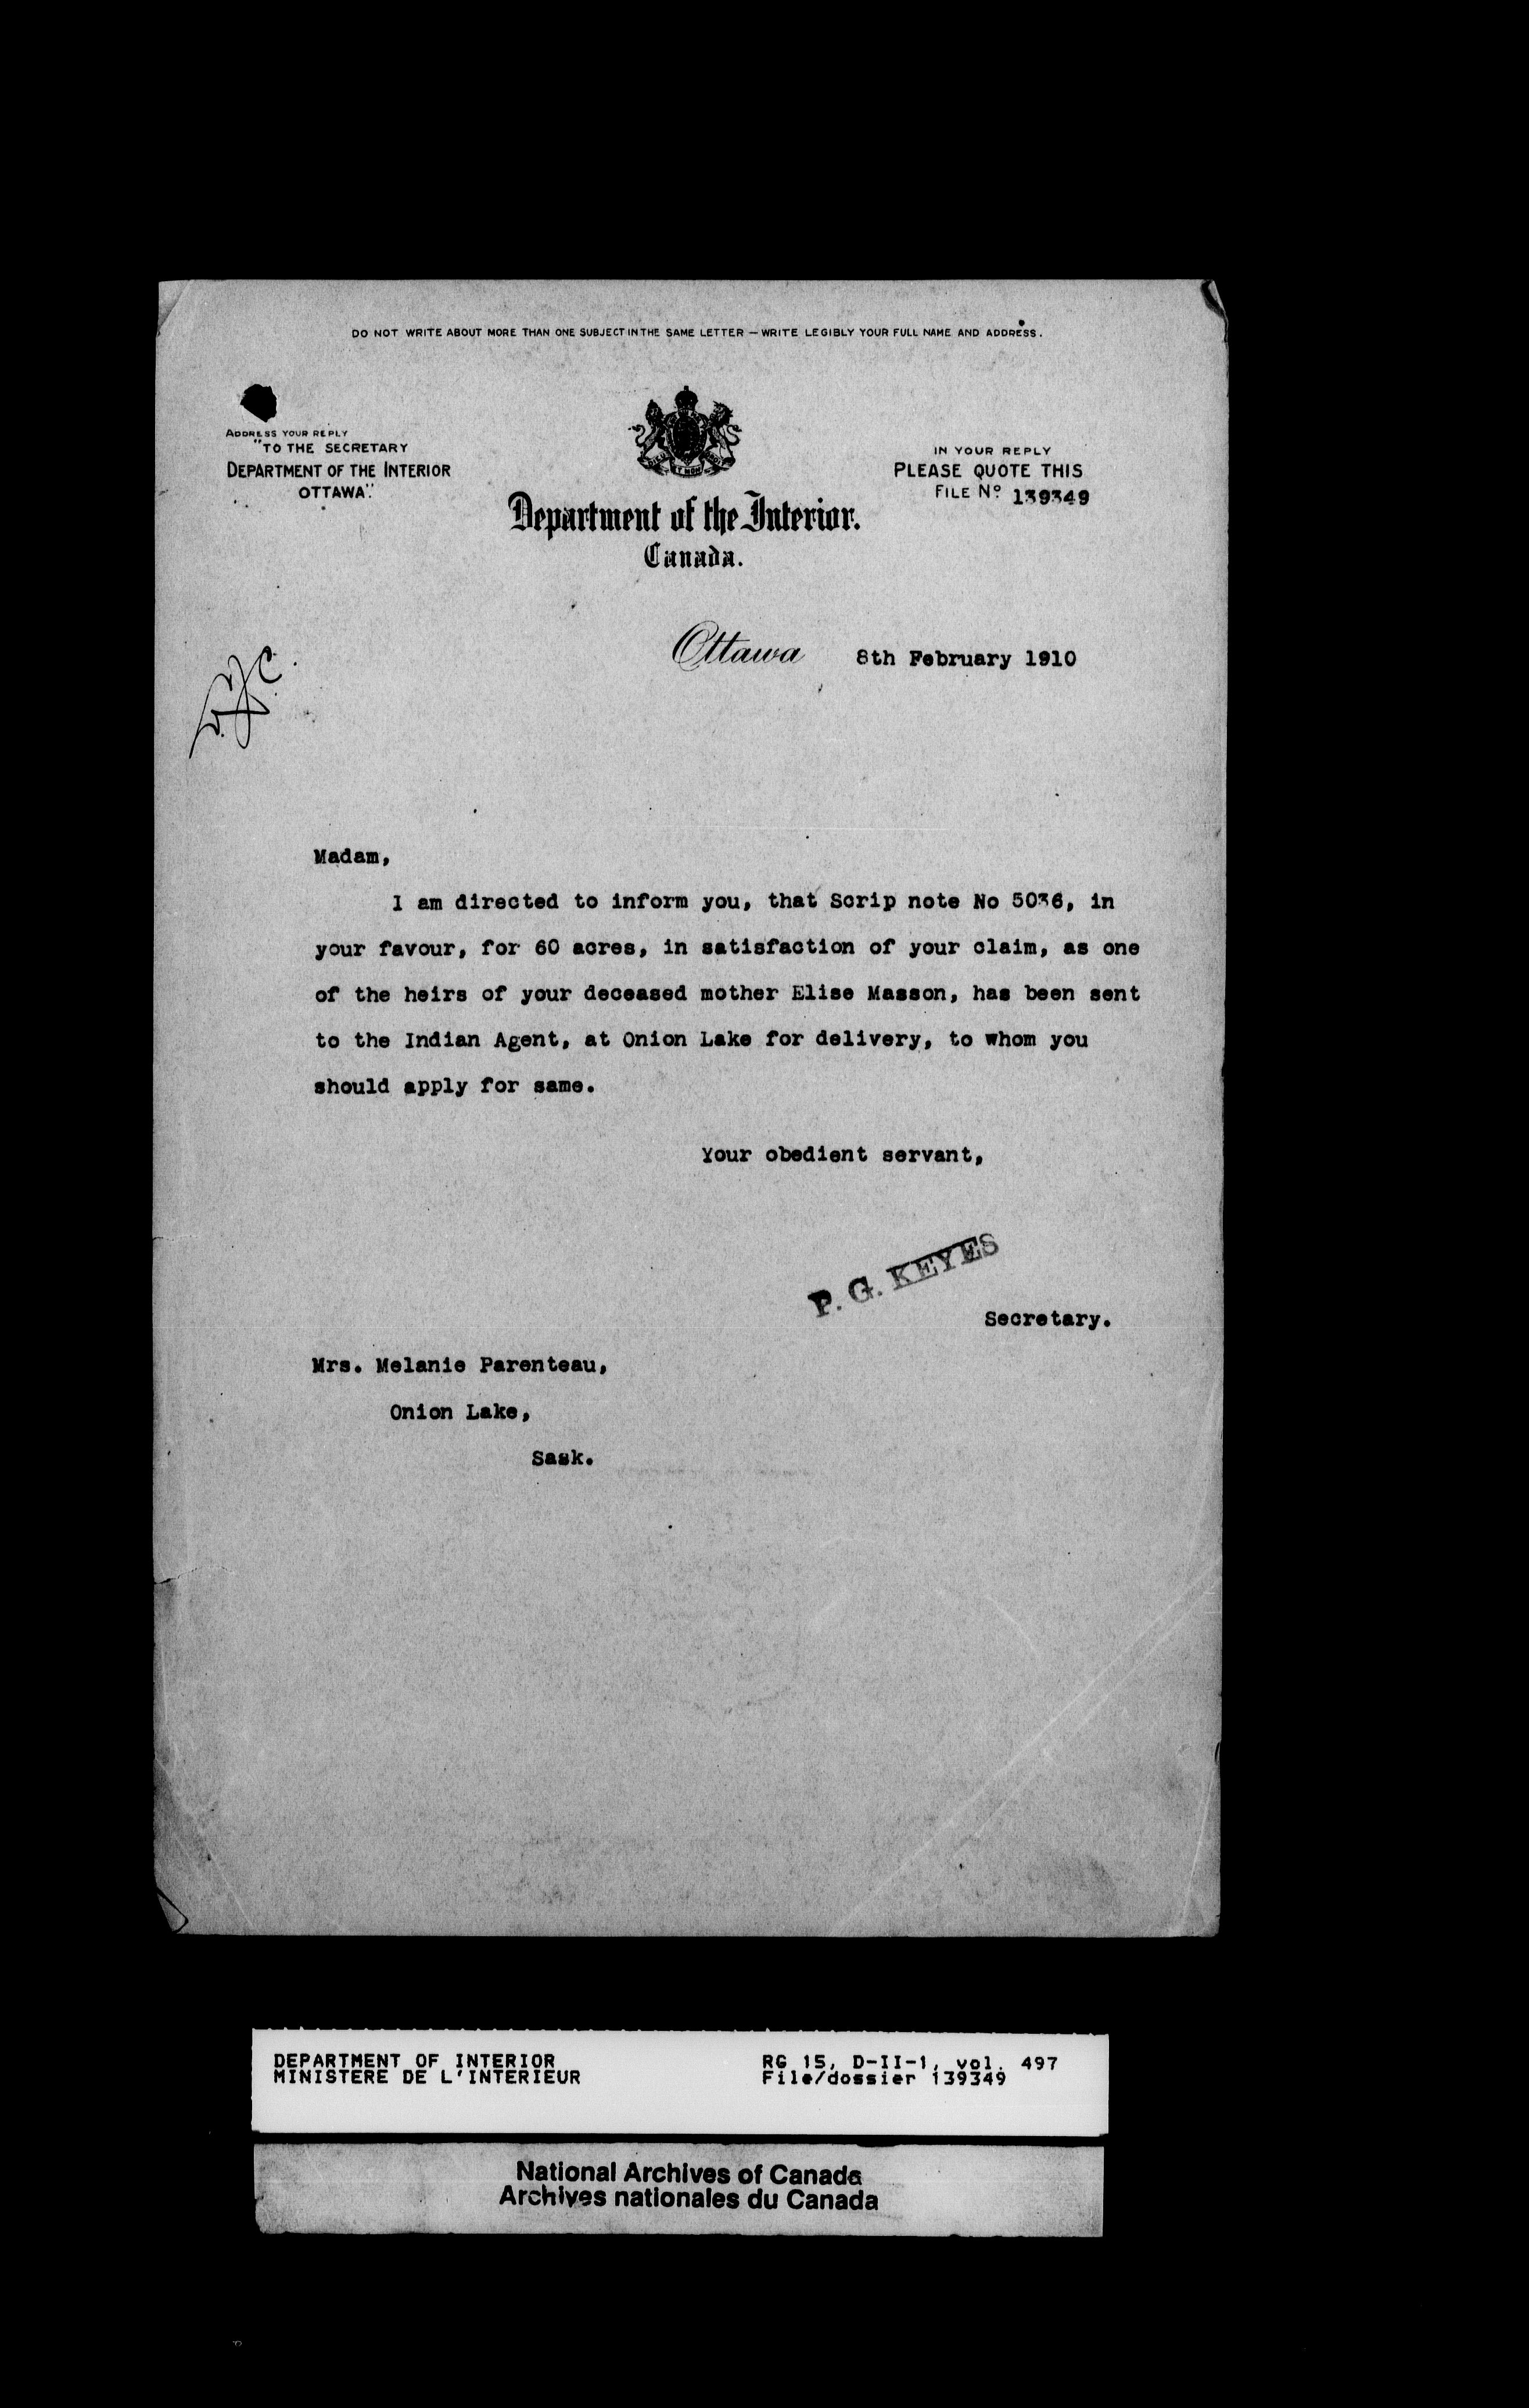 DO NOT WRITE ABOUT MORE THAN ONE SUBJECT IN THE SAME LETTER — WRITE LEGIBLY YOUR FULL NAME AND ADDRESS.
ADDRESS YOUR REPLY
"TO THE SECRETARY
DEPARTMENT OF THE INTERIOR
OTTAWA".
IN YOUR REPLY
PLEASE QUOTE THIS
FILE No 139349
Department of the Interior.
Canada.
Ottawa 8th February 1910
Madam,
I am directed to inform you, that Scrip note No 5036, in
your favour, for 60 acres, in satisfaction of your claim, as one
of the heirs of your deceased mother Elise Masson, has been sent
to the Indian Agent, at Onion Lake for delivery, to whom you
should apply for same.
Your obedient servant,
P. G. KEYES
Secretary.
Mrs. Melanie Parenteau,
Onion Lake,
Sask.
DEPARTMENT OF INTERIOR
MINISTERE DE L'INTERIEUR
RG 15, D-II-1, vol. 497
File/dossier 139349
National Archives of Canada
Archives nationales du Canada